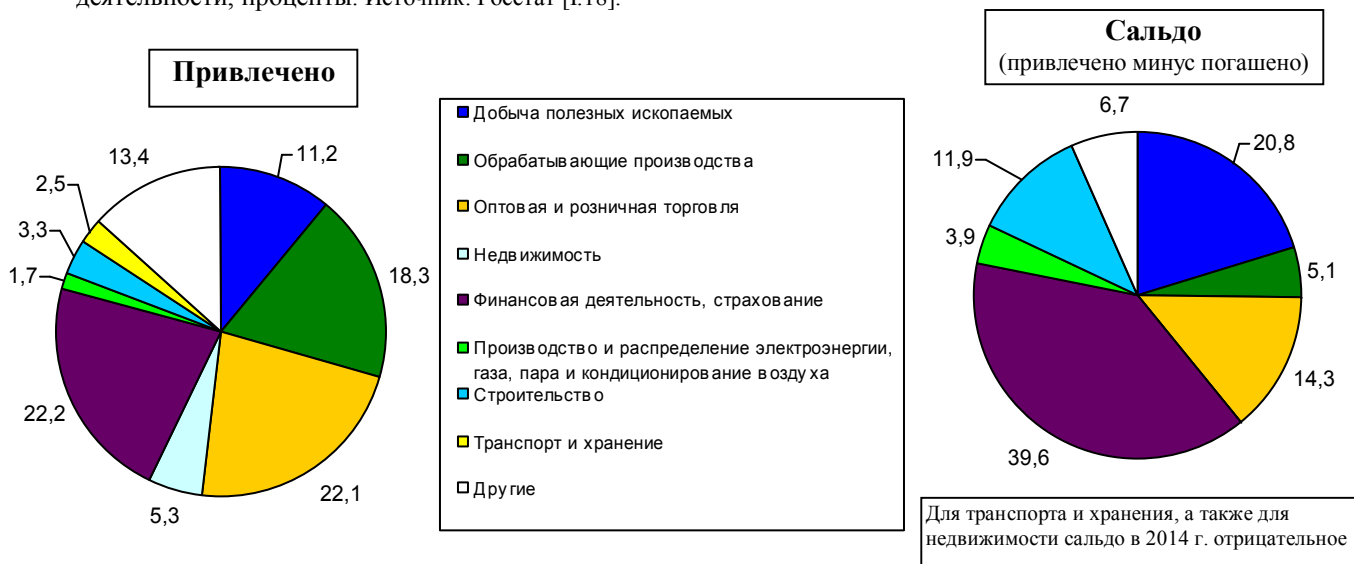 деятельности, проценты. Источник: Росстат [1.18].
Привлечено
Сальдо
(привлечено минус погашено)
11,2
18,3
22,1
5,3
22,2
1,7
3,3
2,5
13,4
Добыча полезных ископаемых
Обрабатывающие производства
Оптовая и розничная торговля
Недвижимость
Финансовая деятельность, страхование
Производство и распределение электроэнергии,
газа, пара и кондиционирование воздуха
Строительство
Транспорт и хранение
Другие
20,8
5,1
14,3
39,6
3,9
11,9
6,7
Для транспорта и хранения, а также для
недвижимости сальдо в 2014 г. отрицательное